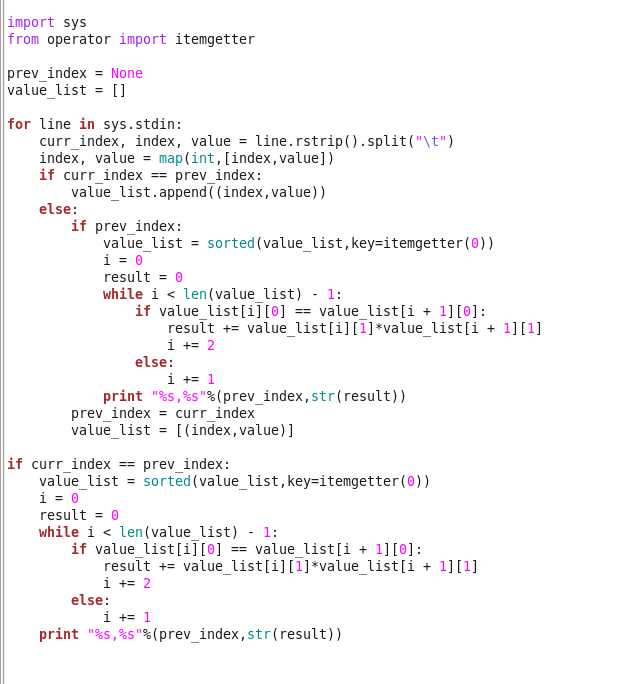 import sys
from operator import itemgetter

prev_index = None
value_list = []

for line in sys.stdin:
    curr_index, index, value = line.rstrip().split("\t")
    index, value = map(int,[index,value])
    if curr_index == prev_index:
        value_list.append((index,value))
    else:
        if prev_index:
            value_list = sorted(value_list,key=itemgetter(0))
            i = 0
            result = 0
            while i < len(value_list) - 1:
                if value_list[i][0] == value_list[i + 1][0]:
                    result += value_list[i][1]*value_list[i + 1][1]
                    i += 2
                else:
                    i += 1
            print "%s,%s"%(prev_index,str(result))
        prev_index = curr_index
        value_list = [(index,value)]

if curr_index == prev_index:
    value_list = sorted(value_list,key=itemgetter(0))
    i = 0
    result = 0
    while i < len(value_list) - 1:
        if value_list[i][0] == value_list[i + 1][0]:
            result += value_list[i][1]*value_list[i + 1][1]
            i += 2
        else:
            i += 1
    print "%s,%s"%(prev_index,str(result))